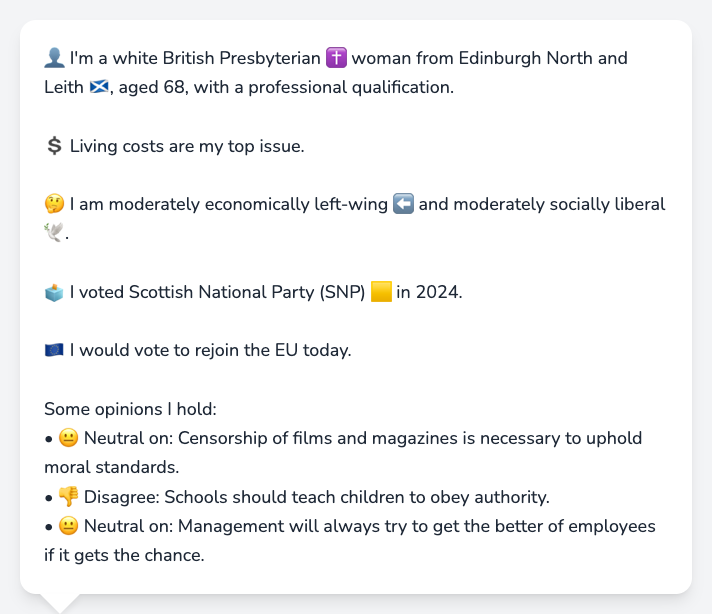 👤 I'm a white British Presbyterian ✝️ woman from Edinburgh North and
Leith 🏴󠁧󠁢󠁳󠁣󠁴󠁿, aged 68, with a professional qualification.
💲 Living costs are my top issue.
🤔 I am moderately economically left-wing ⬅️ and moderately socially liberal
🕊️.
🗳️ I voted Scottish National Party (SNP) 🟨 in 2024.
🇪🇺 I would vote to rejoin the EU today.
Some opinions I hold:
• 😐 Neutral on: Censorship of films and magazines is necessary to uphold
moral standards.
• 👎 Disagree: Schools should teach children to obey authority.
• 😐 Neutral on: Management will always try to get the better of employees
if it gets the chance.